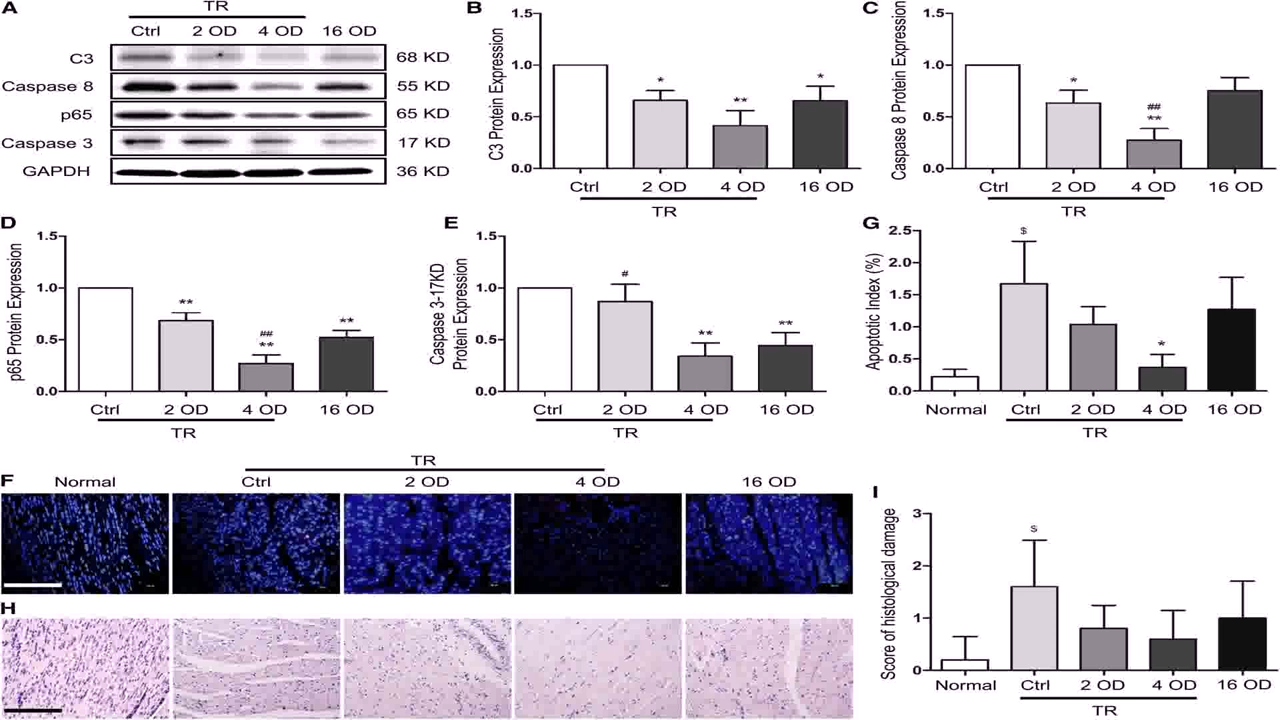 A
TR
Ctrl 2 OD 4 OD 16 OD
C3 68 KD
Caspase 8 55 KD
p65 65 KD
Caspase 3 17 KD
GAPDH 36 KD
B
C3 Protein Expression
1.5
1.0
0.5
0.0
*
**
*
Ctrl 2 OD 4 OD 16 OD
TR
C
Caspase 8 Protein Expression
1.5
1.0
0.5
0.0
*
##
**
Ctrl 2 OD 4 OD 16 OD
TR
D
p65 Protein Expression
1.5
1.0
0.5
0.0
**
##
**
**
Ctrl 2 OD 4 OD 16 OD
TR
E
Caspase 3-17KD
Protein Expression
1.5
1.0
0.5
0.0
#
**
**
Ctrl 2 OD 4 OD 16 OD
TR
G
Apoptotic Index (%)
2.5
2.0
1.5
1.0
0.5
0.0
$
*
Normal Ctrl 2 OD 4 OD 16 OD
TR
F
TR
Normal Ctrl 2 OD 4 OD 16 OD
H
I
Score of histological damage
3
2
1
0
$
Normal Ctrl 2 OD 4 OD 16 OD
TR